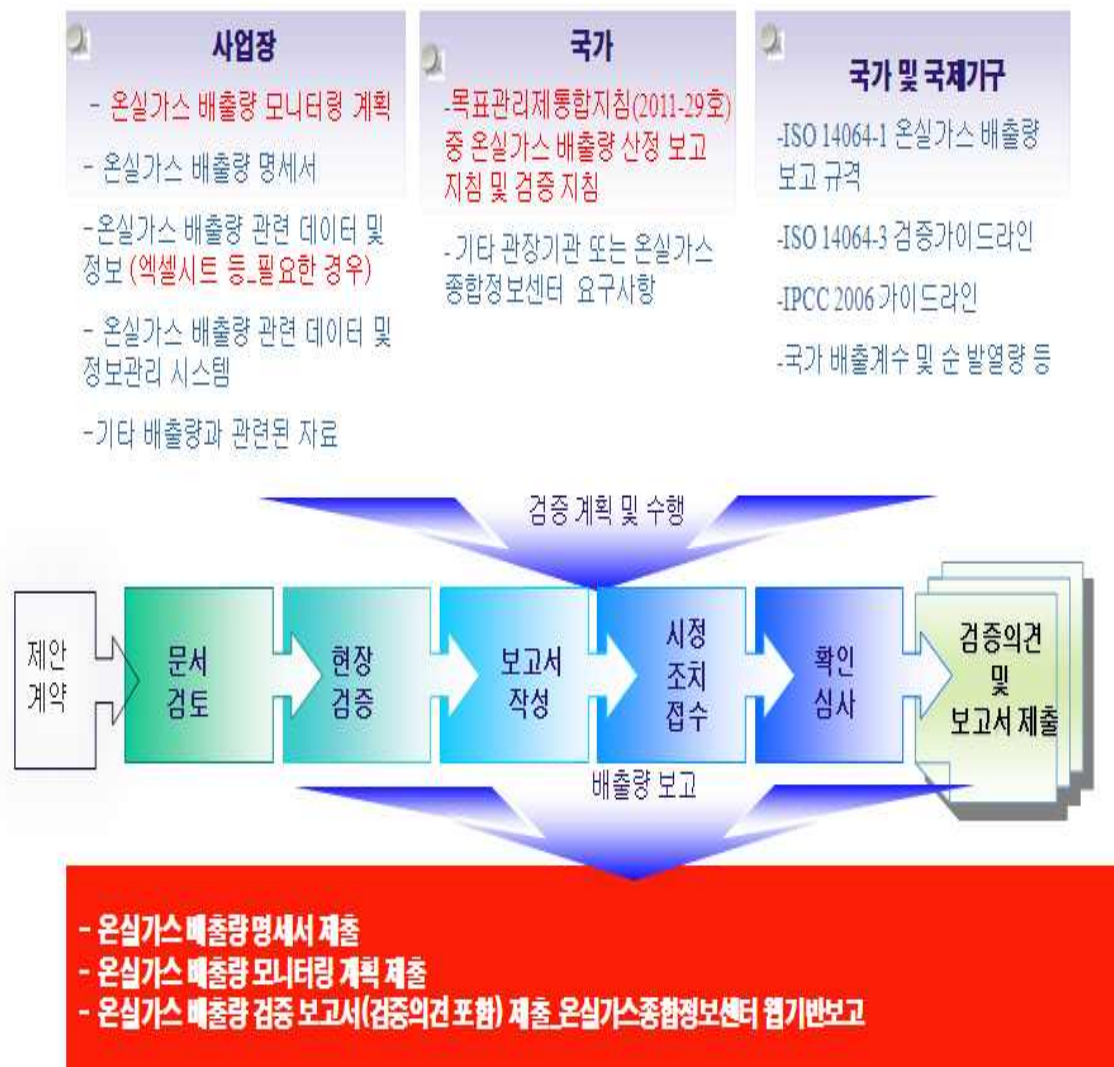 사업장
- 온실가스 배출량 모니터링 계획
- 온실가스 배출량 명세서
-온실가스 배출량 관련 데이터 및
정보 (엑셀시트 등_필요한 경우)
- 온실가스 배출량 관련 데이터 및
정보관리 시스템
-기타 배출량과 관련된 자료
국가
-목표관리제통합지침(2011-29호)
중 온실가스 배출량 산정 보고
지침 및 검증 지침
- 기타 관장기관 또는 온실가스
종합정보센터 요구사항
국가 및 국제기구
-ISO 14064-1 온실가스 배출량
보고 규격
-ISO 14064-3 검증가이드라인
-IPCC 2006 가이드라인
-국가 배출계수 및 순 발열량 등
검증 계획 및 수행
제안
계약
문서
검토
현장
검증
보고서
작성
시정
조치
접수
확인
심사
검증의견
및
보고서 제출
배출량 보고
- 온실가스 배출량 명세서 제출
- 온실가스 배출량 모니터링 계획 제출
- 온실가스 배출량 검증 보고서(검증의견 포함) 제출_온실가스종합정보센터 웹기반보고